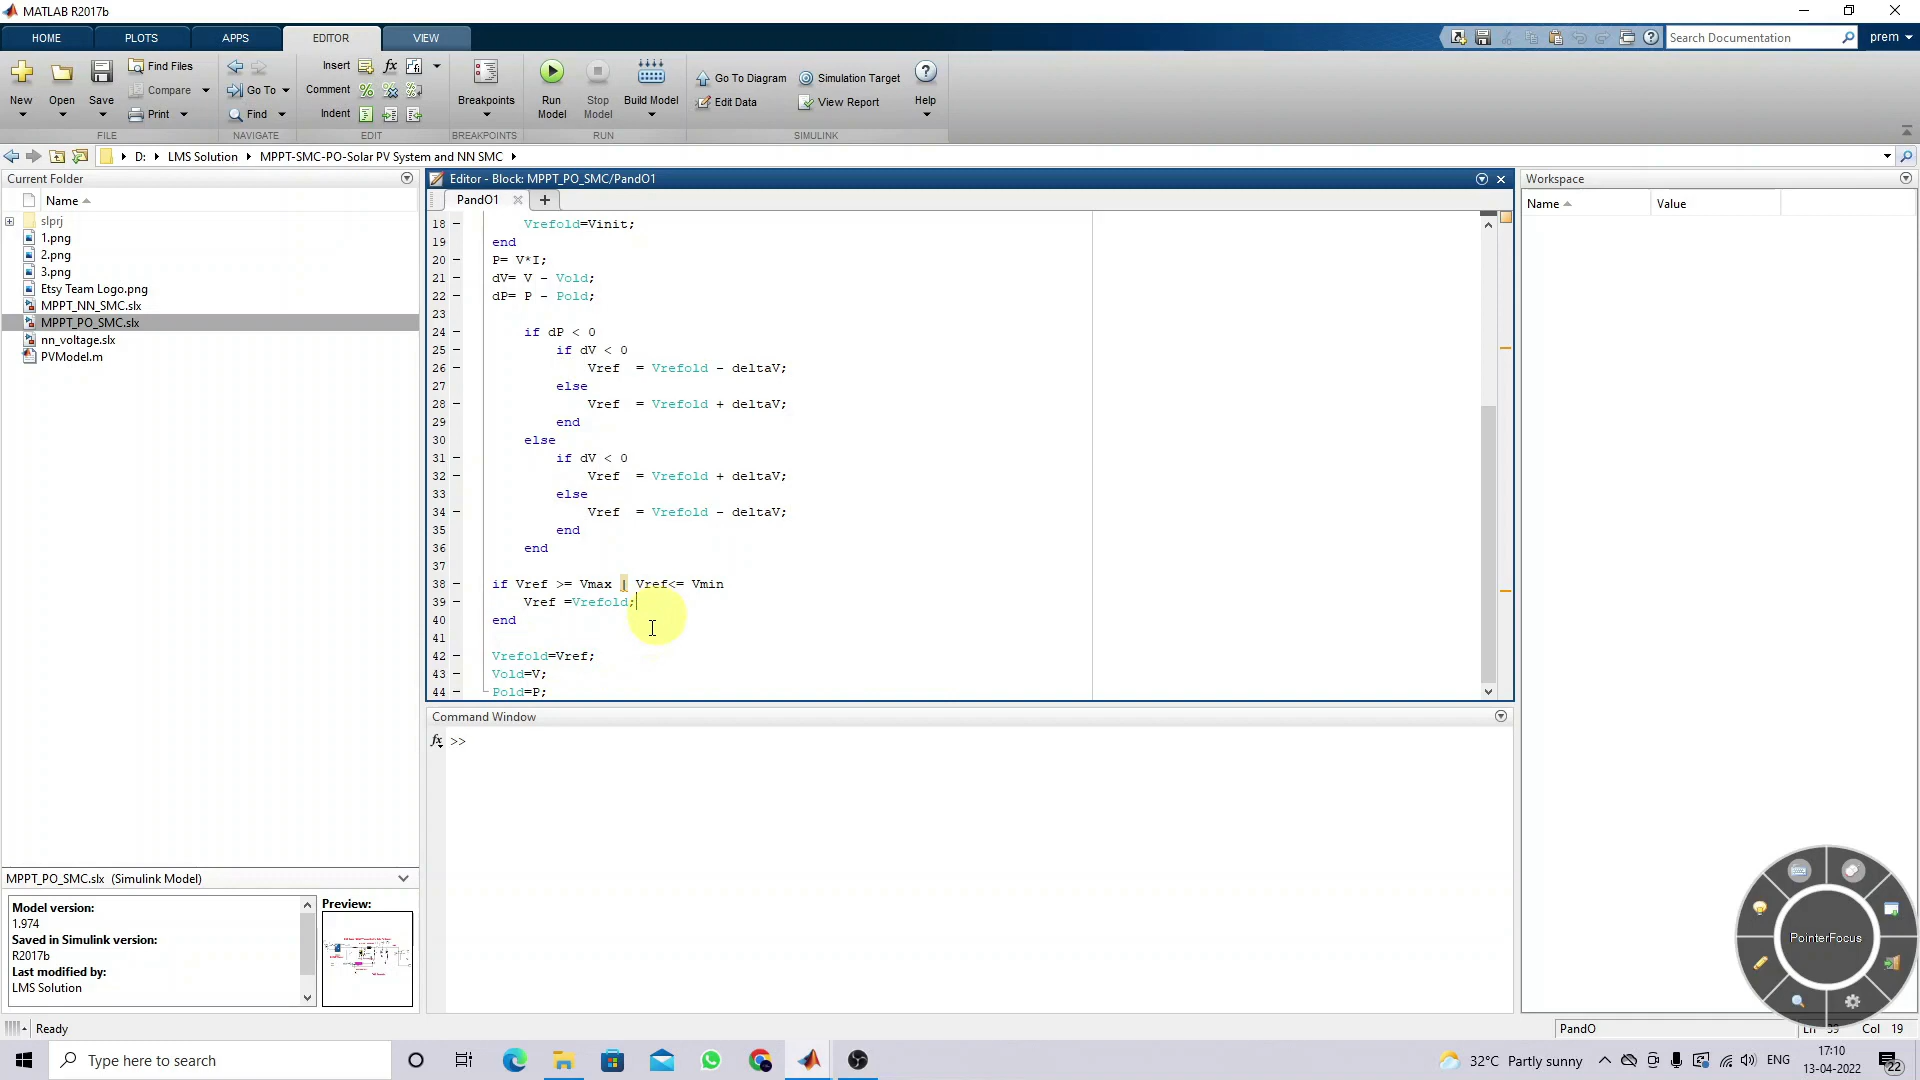 MATLAB R2017b
HOME PLOTS APPS EDITOR VIEW
Search Documentation prem
New Open Save Find Files Compare Print
FILE
Go To Find
NAVIGATE
Insert fx
Comment
Indent
EDIT
Breakpoints
BREAKPOINTS
Run Model Stop Model Build Model
RUN
Go To Diagram Simulation Target
Edit Data View Report
Help
SIMULINK
D: LMS Solution MPPT-SMC-PO-Solar PV System and NN SMC
Current Folder
Name
slprj
1.png
2.png
3.png
Etsy Team Logo.png
MPPT_NN_SMC.slx
MPPT_PO_SMC.slx
nn_voltage.slx
PVModel.m
MPPT_PO_SMC.slx (Simulink Model)
Model version:
1.974
Saved in Simulink version:
R2017b
Last modified by:
LMS Solution
Preview:
Editor - Block: MPPT_PO_SMC/PandO1
PandO1
18 Vrefold=Vinit;
19 end
20 P= V*I;
21 dV= V - Vold;
22 dP= P - Pold;
23
24 if dP < 0
25 if dV < 0
26 Vref = Vrefold - deltaV;
27 else
28 Vref = Vrefold + deltaV;
29 end
30 else
31 if dV < 0
32 Vref = Vrefold + deltaV;
33 else
34 Vref = Vrefold - deltaV;
35 end
36 end
37
38 if Vref >= Vmax | Vref<= Vmin
39 Vref =Vrefold;
40 end
41
42 Vrefold=Vref;
43 Vold=V;
44 Pold=P;
Command Window
fx >>
Workspace
Name Value
PointerFocus
Ready
PandO Ln 39 Col 19
Type here to search
32°C Partly sunny
ENG
17:10
13-04-2022
22